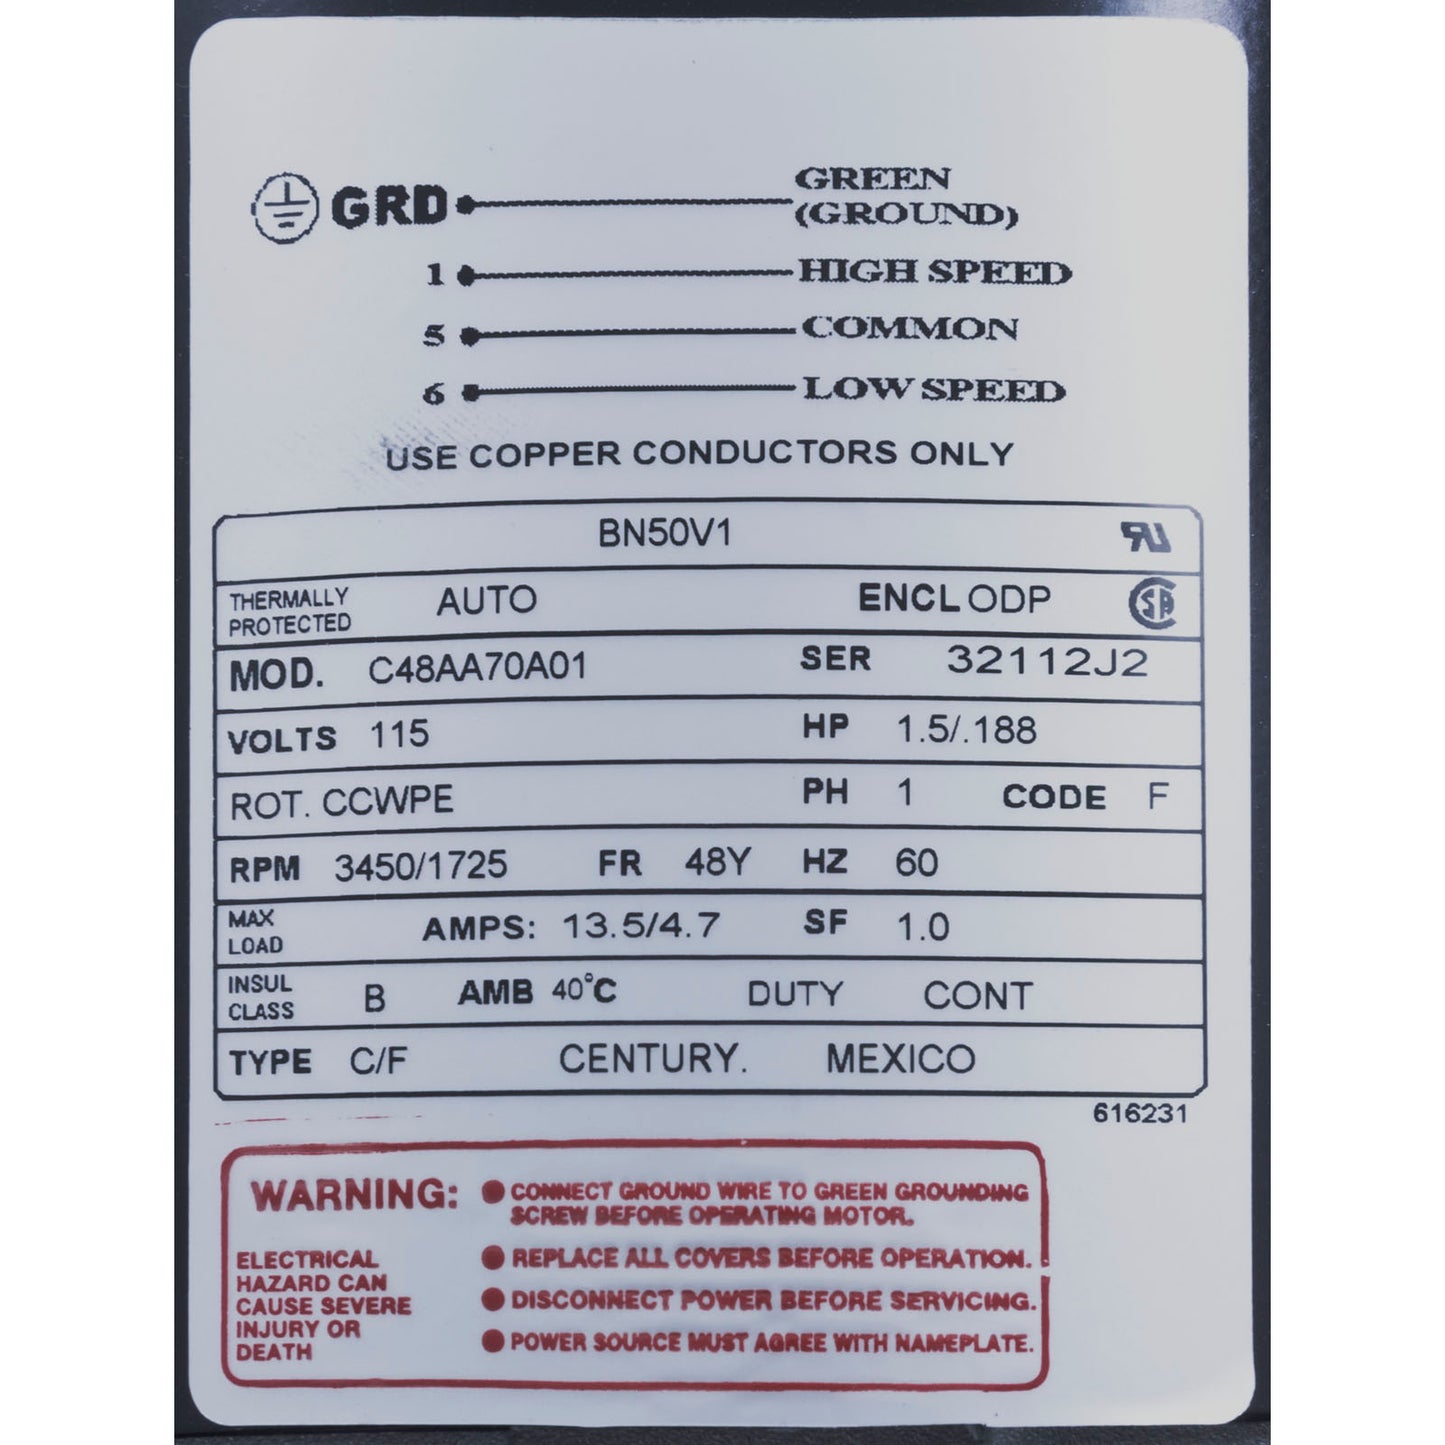 GRD GREEN
(GROUND)
1 HIGH SPEED
5 COMMON
6 LOW SPEED
USE COPPER CONDUCTORS ONLY
BN50V1
THERMALLY
PROTECTED AUTO ENCL ODP
MOD. C48AA70A01 SER 32112J2
VOLTS 115 HP 1.5/.188
ROT. CCWPE PH 1 CODE F
RPM 3450/1725 FR 48Y HZ 60
MAX
LOAD AMPS: 13.5/4.7 SF 1.0
INSUL
CLASS B AMB 40°C DUTY CONT
TYPE C/F CENTURY. MEXICO
616231
WARNING:
ELECTRICAL
HAZARD CAN
CAUSE SEVERE
INJURY OR
DEATH
● CONNECT GROUND WIRE TO GREEN GROUNDING
SCREW BEFORE OPERATING MOTOR.
● REPLACE ALL COVERS BEFORE OPERATION.
● DISCONNECT POWER BEFORE SERVICING.
● POWER SOURCE MUST AGREE WITH NAMEPLATE.